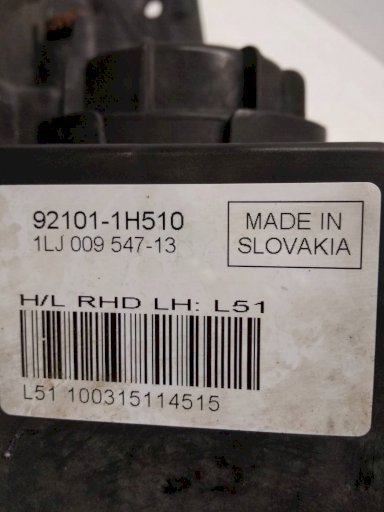 92101-1H510
1LJ 009 547-13
MADE IN
SLOVAKIA
H/L RHD LH: L51
L51 100315114515